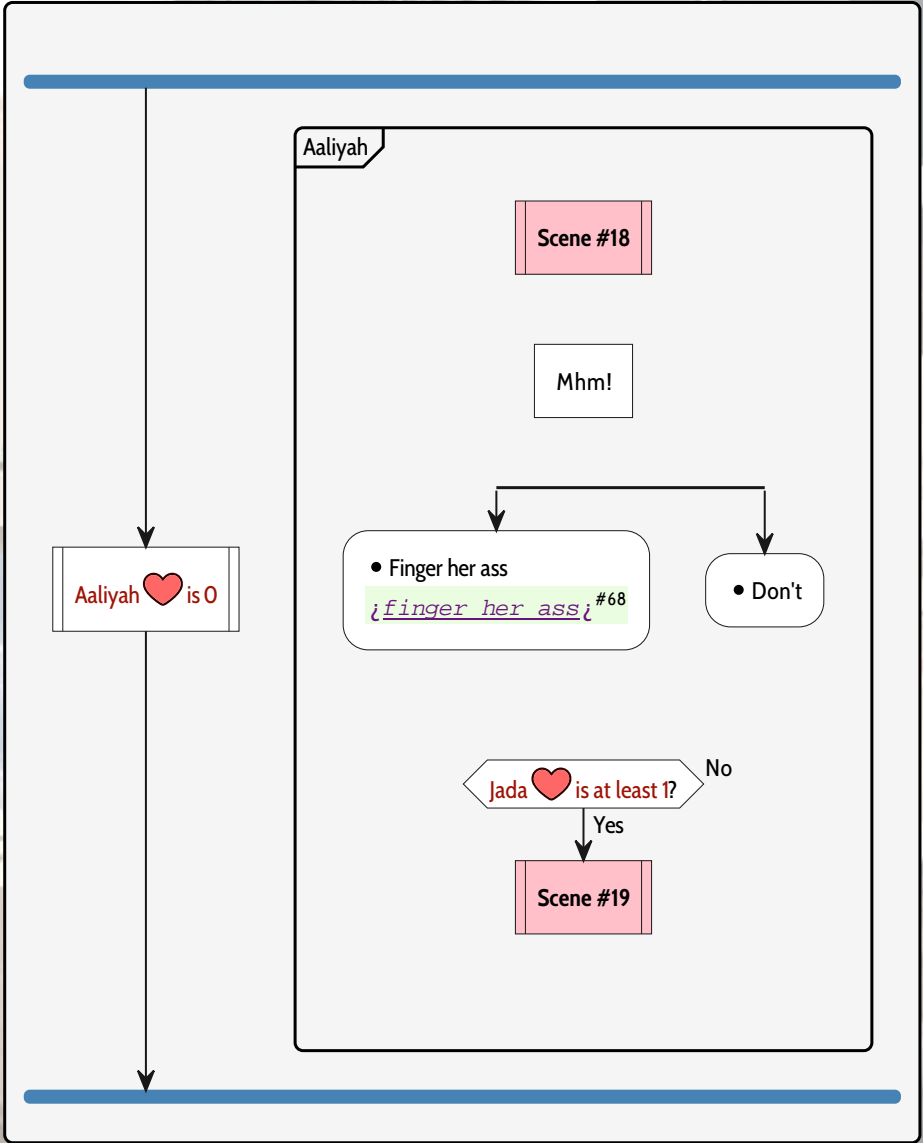 Aaliyah
Scene #18
Mhm!
• Finger her ass
¿finger her ass¿#68
• Don't
Aaliyah is 0
Jada is at least 1?
No
Yes
Scene #19